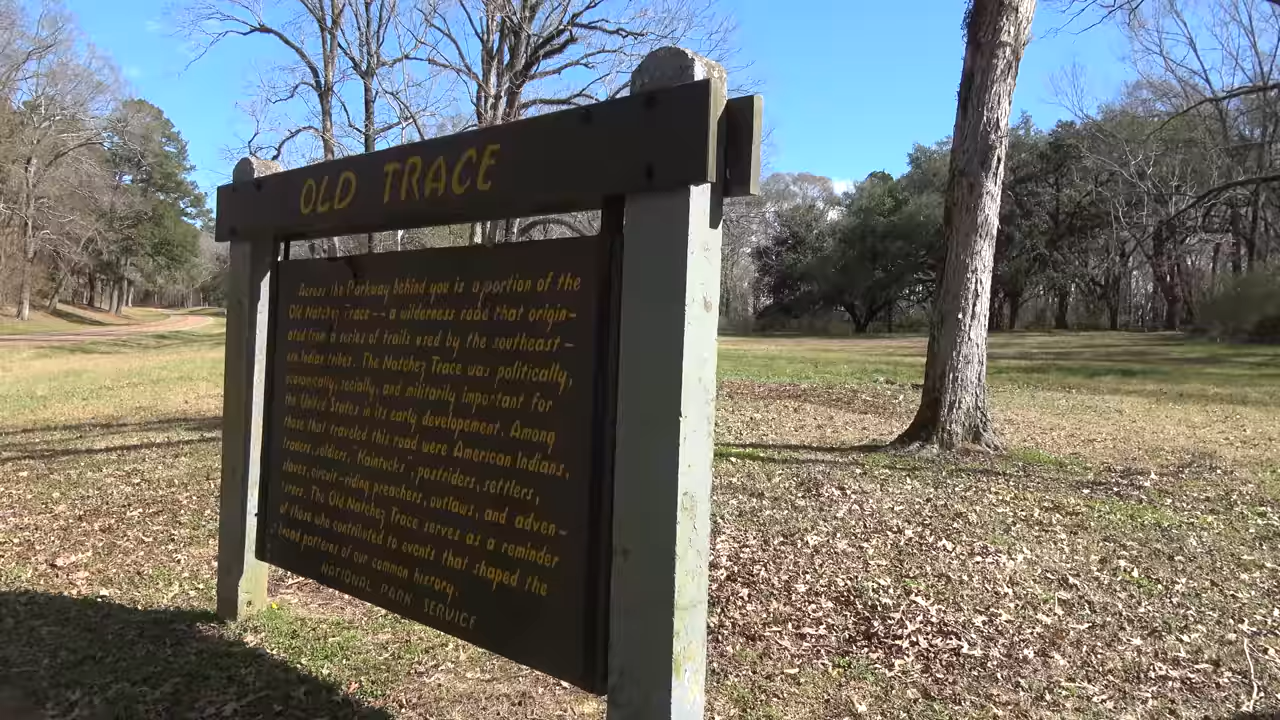 OLD TRACE
Across the Parkway behind you is a portion of the
Old Natchez Trace -- a wilderness road that origin-
ated from a series of trails used by the southeast-
ern Indian tribes. The Natchez Trace was politically,
economically, socially, and militarily important for
the United States in its early developement. Among
those that traveled this road were American Indians,
traders, soldiers, "Kaintucks", postriders, settlers,
slaves, circuit-riding preachers, outlaws, and adven-
turers. The Old Natchez Trace serves as a reminder
of those who contributed to events that shaped the
broad patterns of our common history.
NATIONAL PARK SERVICE